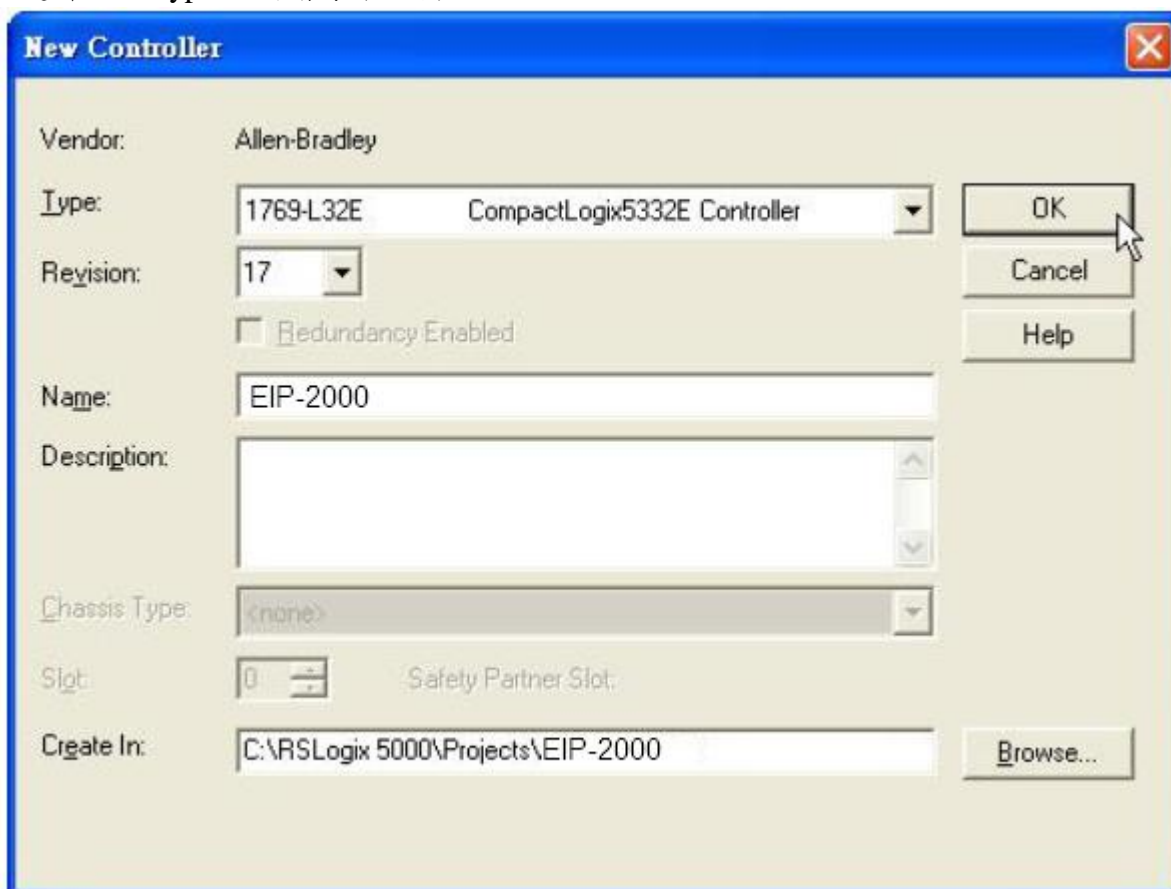 New Controller
Vendor: Allen-Bradley
Type: 1769-L32E CompactLogix5332E Controller OK
Revision: 17 Cancel
Redundancy Enabled Help
Name: EIP-2000
Description:
Chassis Type: <none>
Slot: 0 Safety Partner Slot:
Create In: C:\RSLogix 5000\Projects\EIP-2000 Browse...